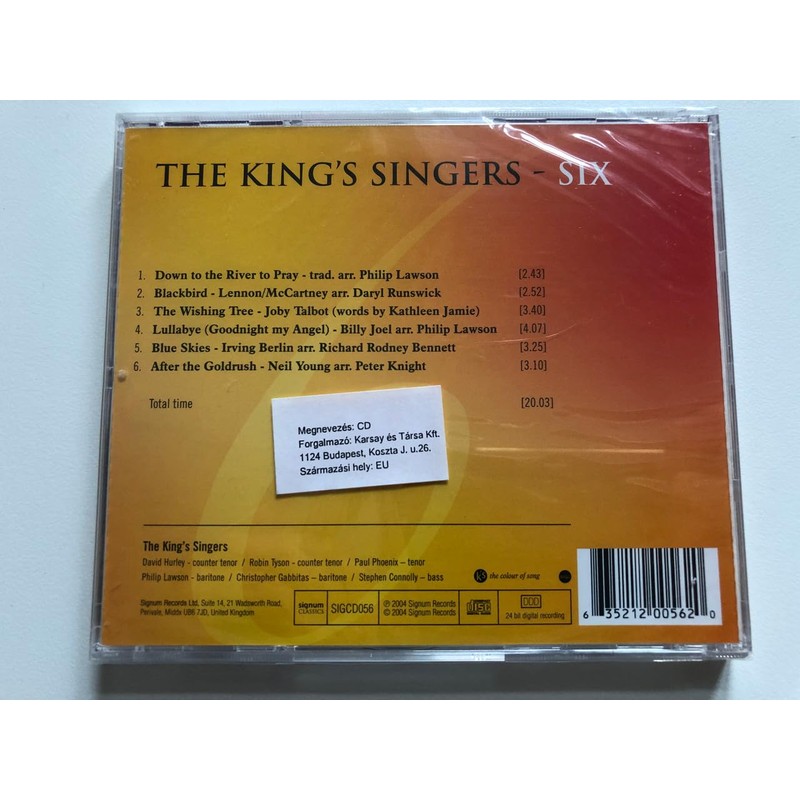 THE KING'S SINGERS - SIX
1. Down to the River to Pray - trad. arr. Philip Lawson [2.43]
2. Blackbird - Lennon/McCartney arr. Daryl Runswick [2.52]
3. The Wishing Tree - Joby Talbot (words by Kathleen Jamie) [3.40]
4. Lullabye (Goodnight my Angel) - Billy Joel arr. Philip Lawson [4.07]
5. Blue Skies - Irving Berlin arr. Richard Rodney Bennett [3.25]
6. After the Goldrush - Neil Young arr. Peter Knight [3.10]
Total time [20.03]
Megnevezés: CD
Forgalmazó: Karsay és Társa Kft.
1124 Budapest, Koszta J. u.26.
Származási hely: EU
The King's Singers
David Hurley - counter tenor / Robin Tyson - counter tenor / Paul Phoenix – tenor
Philip Lawson - baritone / Christopher Gabbitas – baritone / Stephen Connolly – bass
KS the colour of song
Signum Records Ltd, Suite 14, 21 Wadsworth Road,
Perivale, Middx UB6 7JD, United Kingdom
signum
CLASSICS
SIGCD056
℗ 2004 Signum Records
© 2004 Signum Records
COMPACT
disc
DIGITAL AUDIO
DDD
24 bit digital recording
6 35212 00562 0